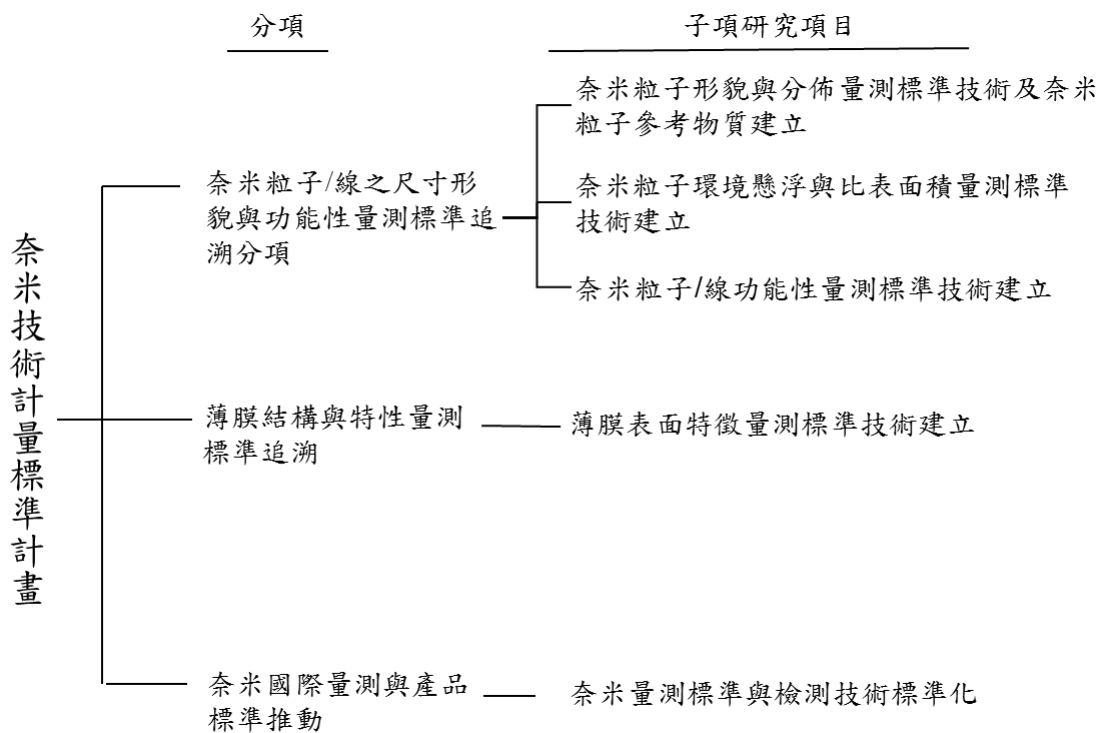 分項
子項研究項目
奈米技術計量標準計畫
奈米粒子/線之尺寸形
貌與功能性量測標準追
溯分項
奈米粒子形貌與分佈量測標準技術及奈米
粒子參考物質建立
奈米粒子環境懸浮與比表面積量測標準
技術建立
奈米粒子/線功能性量測標準技術建立
薄膜結構與特性量測
標準追溯
薄膜表面特徵量測標準技術建立
奈米國際量測與產品
標準推動
奈米量測標準與檢測技術標準化